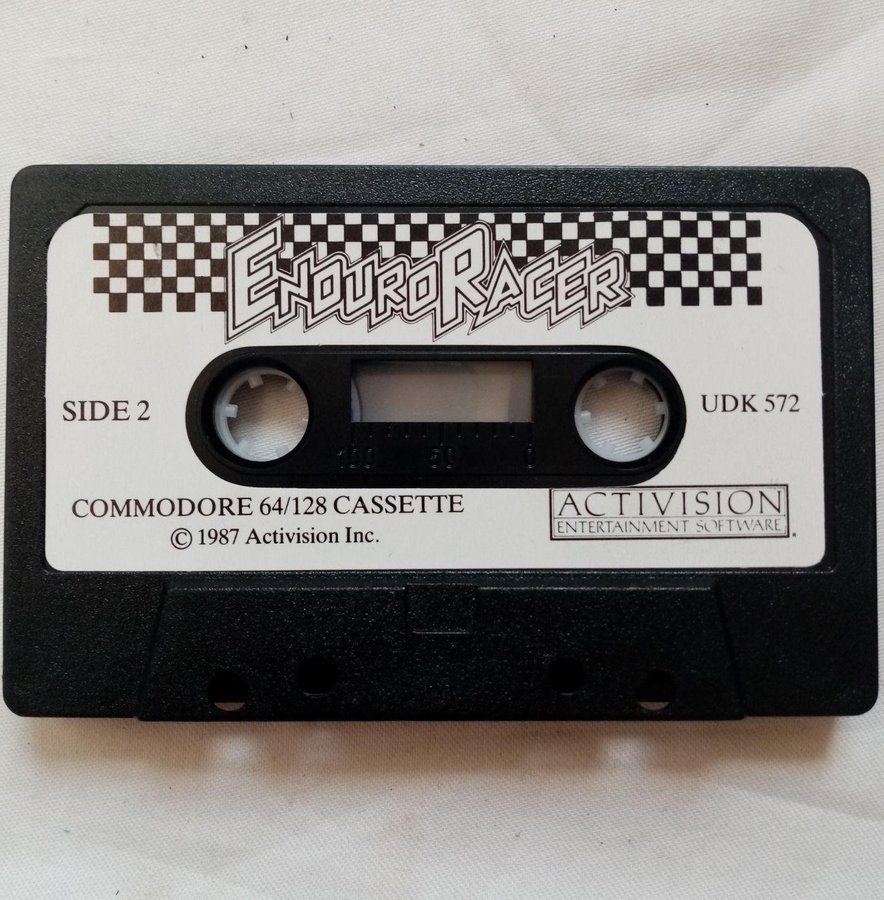 ENDURORACER
SIDE 2
UDK 572
100 50 0
COMMODORE 64/128 CASSETTE
© 1987 Activision Inc.
ACTIVISION
ENTERTAINMENT SOFTWARE